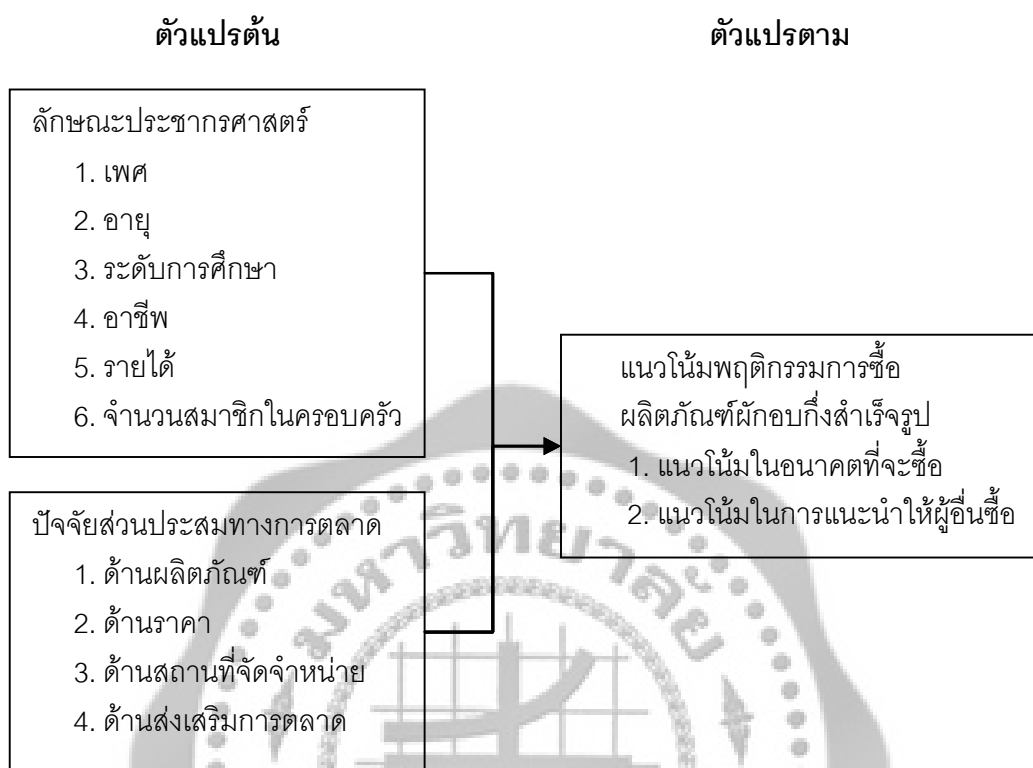 ตัวแปรต้น
ตัวแปรตาม
ลักษณะประชากรศาสตร์
1. เพศ
2. อายุ
3. ระดับการศึกษา
4. อาชีพ
5. รายได้
6. จำนวนสมาชิกในครอบครัว
ปัจจัยส่วนประสมทางการตลาด
1. ด้านผลิตภัณฑ์
2. ด้านราคา
3. ด้านสถานที่จัดจำหน่าย
4. ด้านส่งเสริมการตลาด
แนวโน้มพฤติกรรมการซื้อ
ผลิตภัณฑ์ผักอบกึ่งสำเร็จรูป
1. แนวโน้มในอนาคตที่จะซื้อ
2. แนวโน้มในการแนะนำให้ผู้อื่นซื้อ
มหาวิทยาลัย